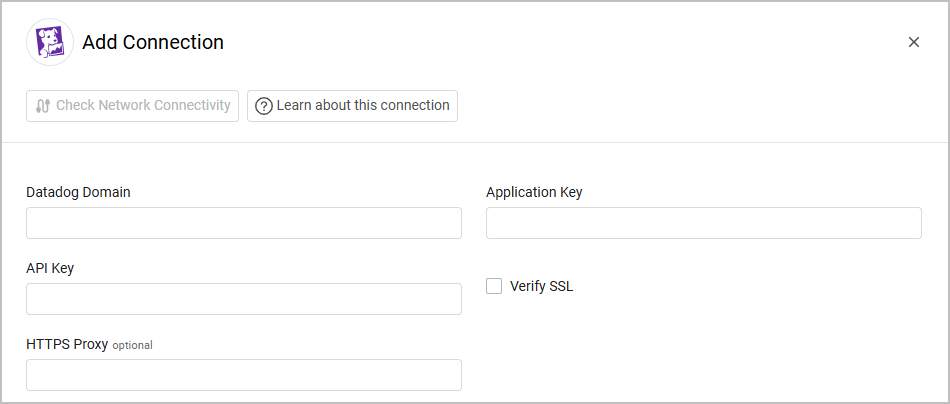 Add Connection
Check Network Connectivity
Learn about this connection
Datadog Domain
Application Key
API Key
Verify SSL
HTTPS Proxy optional